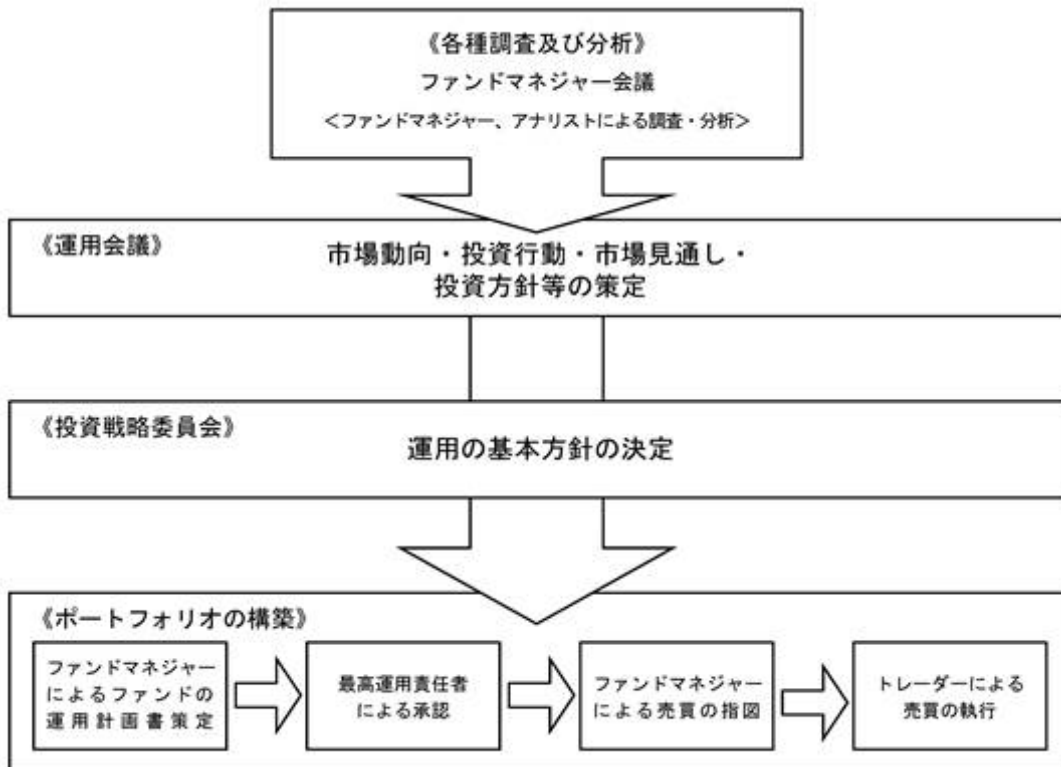 《各種調査及び分析》
ファンドマネジャー会議
<ファンドマネジャー、アナリストによる調査・分析>
《運用会議》
市場動向・投資行動・市場見通し・
投資方針等の策定
《投資戦略委員会》
運用の基本方針の決定
《ポートフォリオの構築》
ファンドマネジャー
によるファンドの
運用計画書策定
最高運用責任者
による承認
ファンドマネジャー
による売買の指図
トレーダーによる
売買の執行